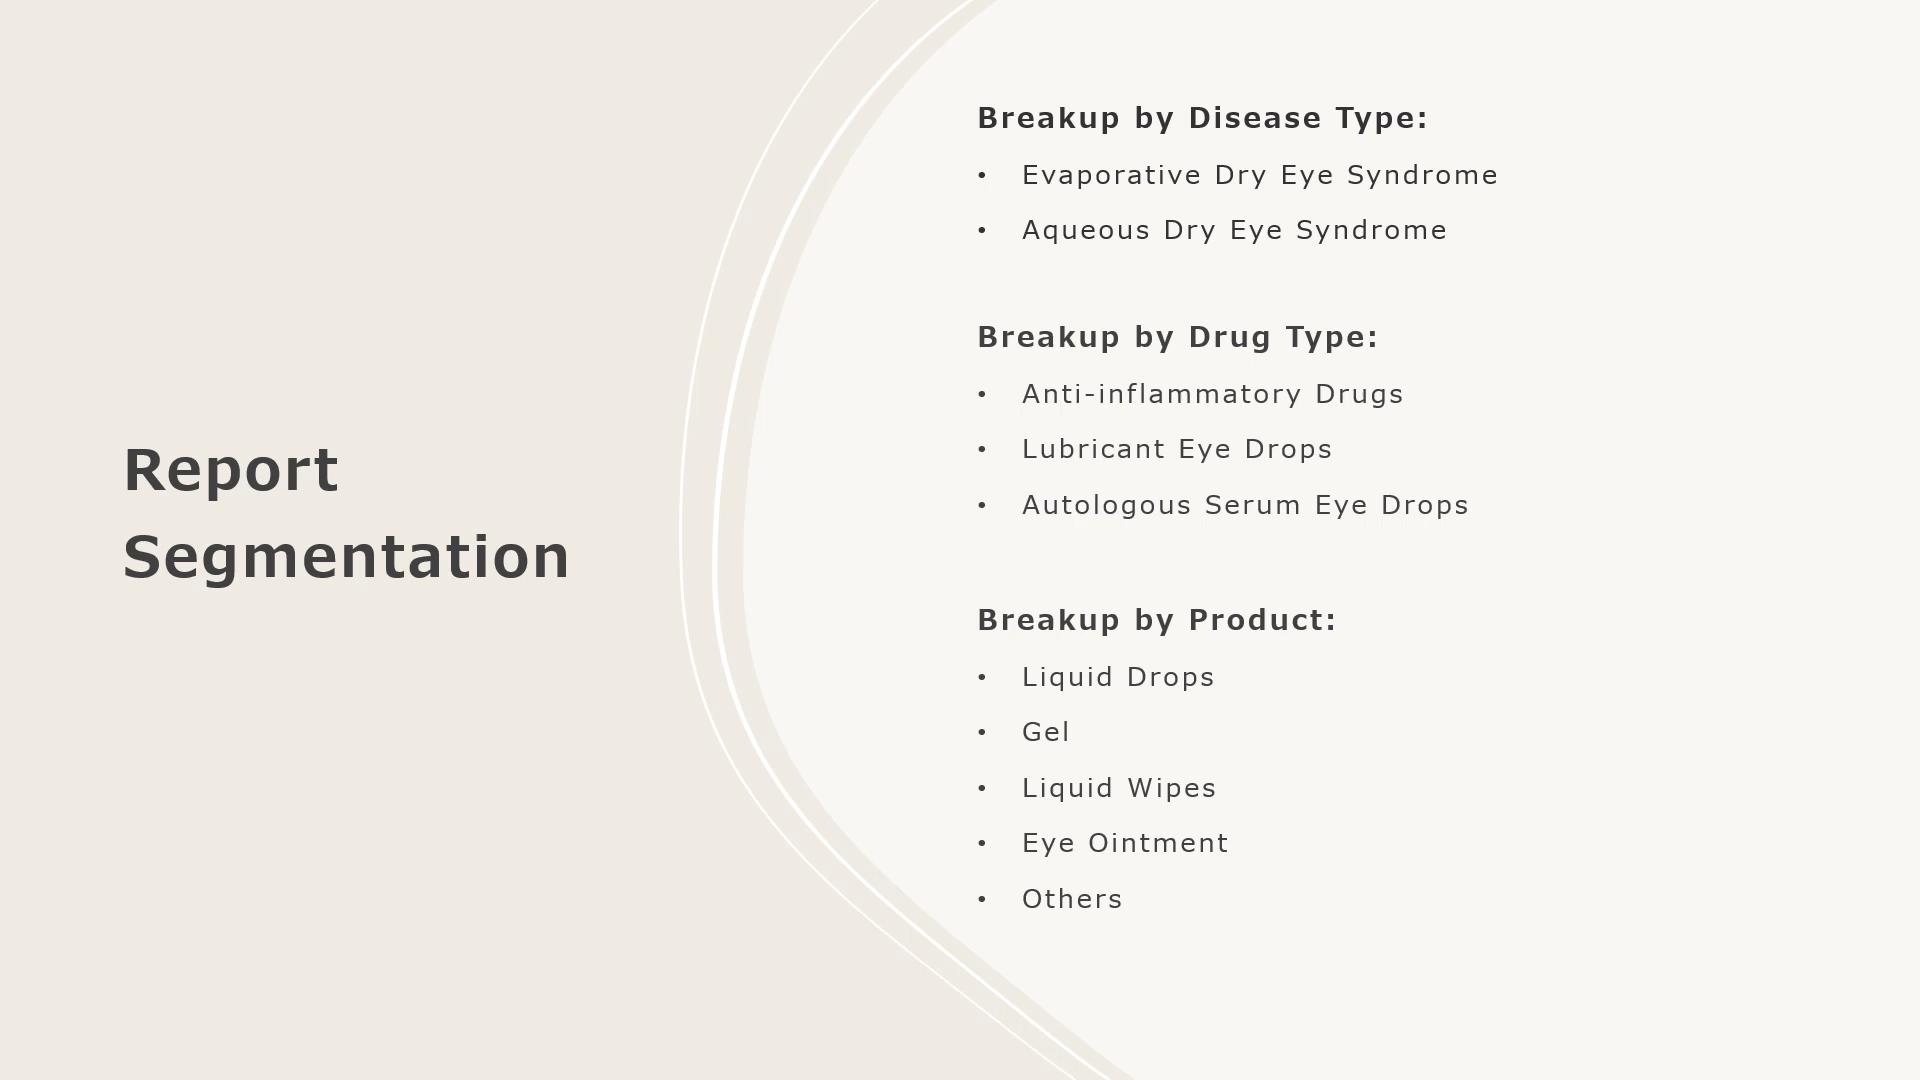 Report
Segmentation
Breakup by Disease Type:
• Evaporative Dry Eye Syndrome
• Aqueous Dry Eye Syndrome
Breakup by Drug Type:
• Anti-inflammatory Drugs
• Lubricant Eye Drops
• Autologous Serum Eye Drops
Breakup by Product:
• Liquid Drops
• Gel
• Liquid Wipes
• Eye Ointment
• Others